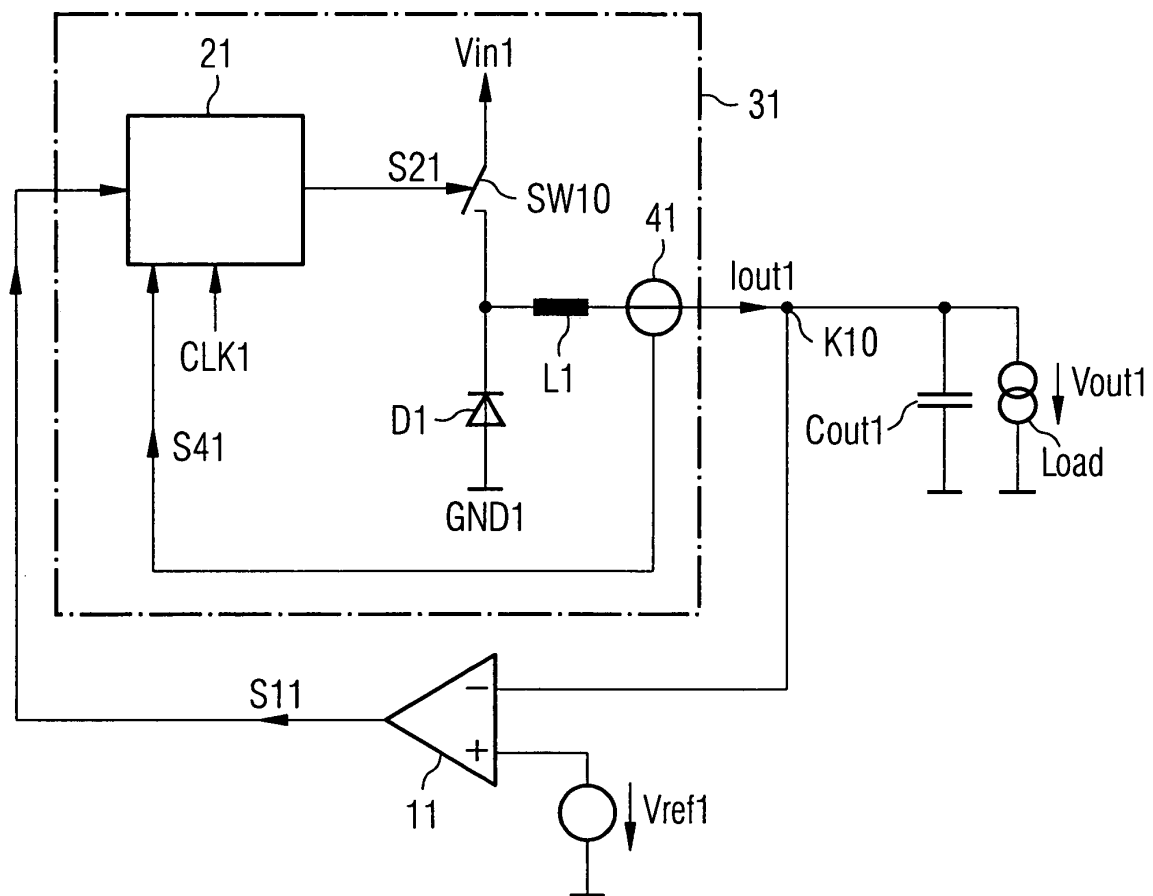 21
Vin1
31
S21
SW10
41
Iout1
CLK1
L1
K10
D1
Vout1
Cout1
S41
Load
GND1
S11
−
+
11
Vref1